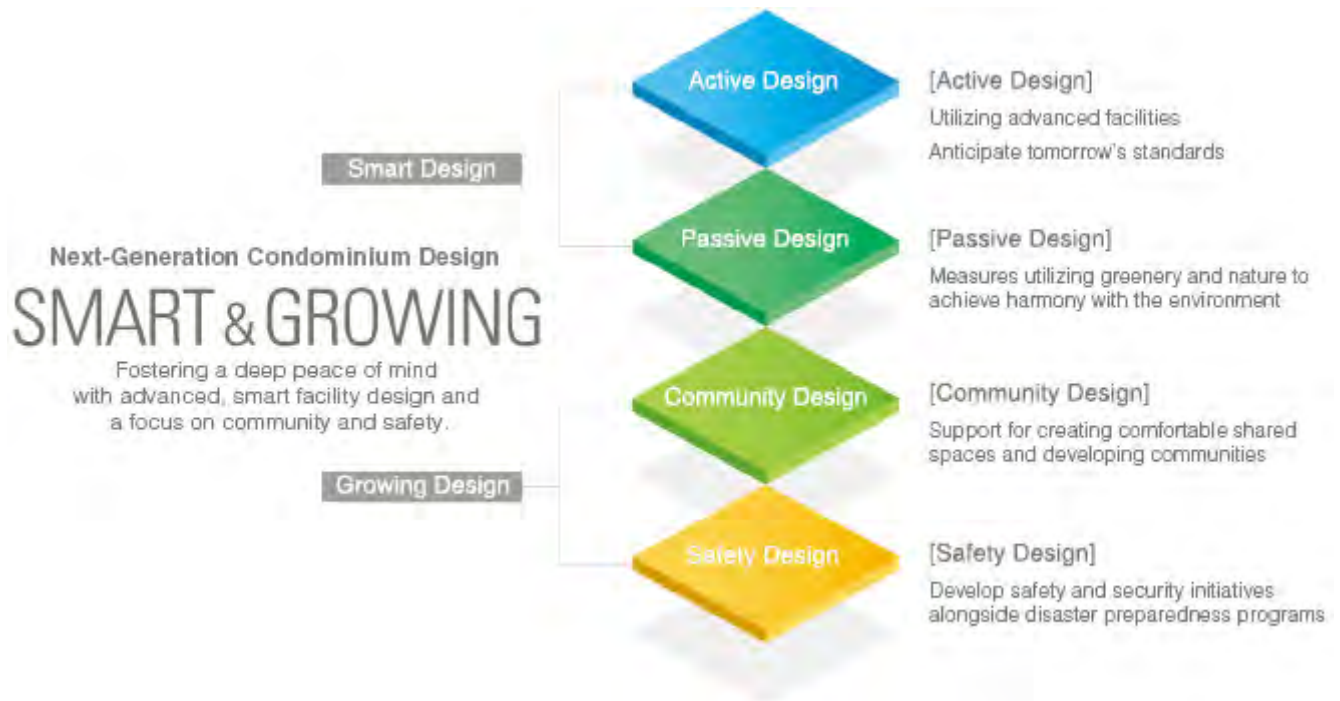 Active Design
[Active Design]
Utilizing advanced facilities
Anticipate tomorrow's standards
Smart Design
Passive Design
[Passive Design]
Measures utilizing greenery and nature to
achieve harmony with the environment
Next-Generation Condominium Design
SMART & GROWING
Fostering a deep peace of mind
with advanced, smart facility design and
a focus on community and safety.
Community Design
[Community Design]
Support for creating comfortable shared
spaces and developing communities
Growing Design
Safety Design
[Safety Design]
Develop safety and security initiatives
alongside disaster preparedness programs